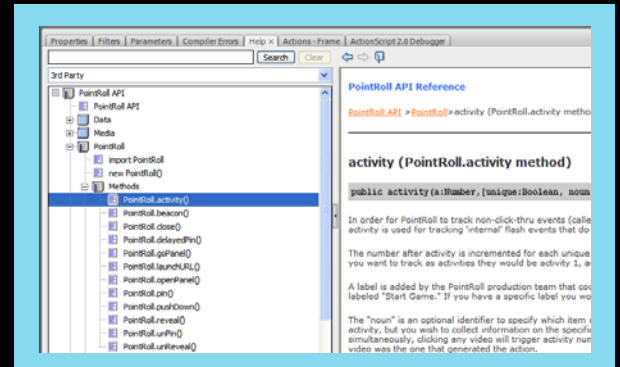 Properties | Filters | Parameters | Compiler Errors | Help × | Actions - Frame | ActionScript 2.0 Debugger
Search Clear
3rd Party
PointRoll API
PointRoll API
Data
Media
PointRoll
import PointRoll
new PointRoll()
Methods
PointRoll.activity()
PointRoll.beacon()
PointRoll.close()
PointRoll.delayedPin()
PointRoll.goPanel()
PointRoll.launchURL()
PointRoll.openPanel()
PointRoll.pin()
PointRoll.pushDown()
PointRoll.reveal()
PointRoll.unPin()
PointRoll.unReveal()
PointRoll API Reference
PointRoll API >PointRoll>activity (PointRoll.activity metho
activity (PointRoll.activity method)
public activity(a:Number,[unique:Boolean, noun
In order for PointRoll to track non-click-thru events (calle
activity is used for tracking 'internal' flash events that do
The number after activity is incremented for each unique
you want to track as activities they would be activity 1, a
A label is added by the PointRoll production team that co
labeled "Start Game." If you have a specific label you wo
The "noun" is an optional identifier to specify which item
activity, but you wish to collect information on the specifi
simultaneously, clicking any video will trigger activity num
video was the one that generated the action.